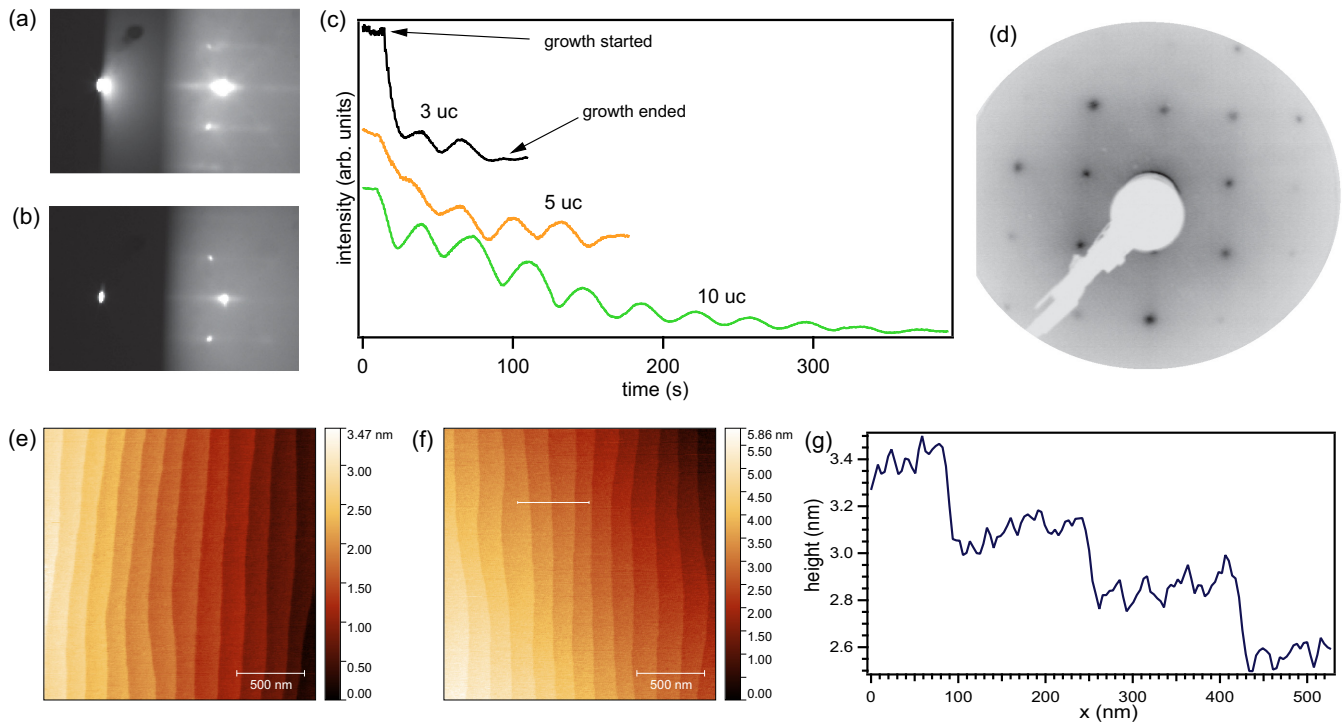 (a)
(b)
(c)
growth started
3 uc
growth ended
5 uc
10 uc
intensity (arb. units)
0
100
200
300
time (s)
(d)
(e)
500 nm
3.47 nm
3.00
2.50
2.00
1.50
1.00
0.50
0.00
(f)
500 nm
5.86 nm
5.00
4.50
4.00
3.50
3.00
2.50
2.00
1.50
1.00
0.00
(g)
height (nm)
3.4
3.2
3.0
2.8
2.6
0
100
200
300
400
500
x (nm)